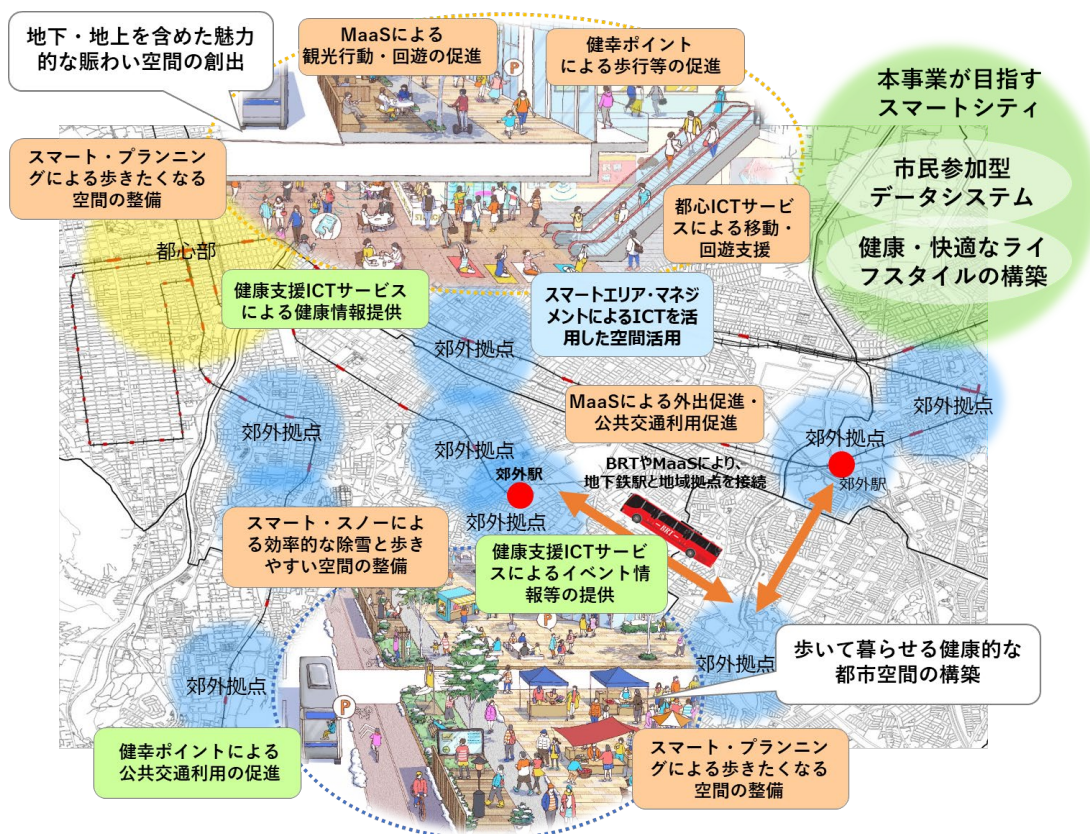 地下・地上を含めた魅力
的な賑わい空間の創出
MaaSによる
観光行動・回遊の促進
健幸ポイント
による歩行等の促進
本事業が目指す
スマートシティ
市民参加型
データシステム
健康・快適なライ
フスタイルの構築
スマート・プランニン
グによる歩きたくなる
空間の整備
都心ICTサービ
スによる移動・
回遊支援
都心部
健康支援ICTサービス
による健康情報提供
スマートエリア・マネジ
メントによるICTを活
用した空間活用
郊外拠点
MaaSによる外出促進・
公共交通利用促進
郊外拠点
郊外拠点
郊外拠点
郊外拠点
郊外駅
郊外駅
BRTやMaaSにより、
地下鉄駅と地域拠点を接続
BRT
郊外拠点
スマート・スノーによ
る効率的な除雪と歩き
やすい空間の整備
健康支援ICTサービ
スによるイベント情
報等の提供
郊外拠点
郊外拠点
歩いて暮らせる健康的な
都市空間の構築
健幸ポイントによる
公共交通利用の促進
スマート・プランニン
グによる歩きたくなる
空間の整備
P
P
P